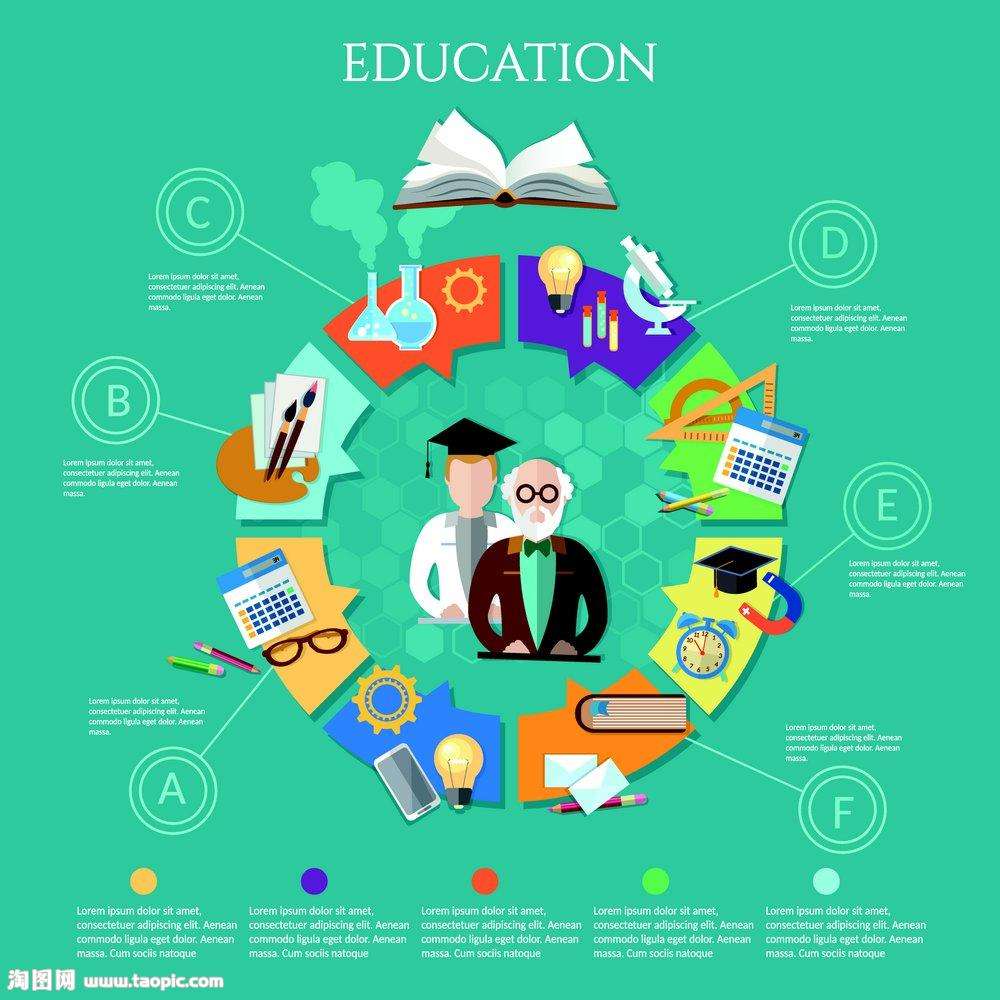 EDUCATION
C
Lorem ipsum dolor sit amet,
consectetuer adipiscing elit. Aenean
commodo ligula eget dolor. Aenean
massa.
D
Lorem ipsum dolor sit amet,
consectetuer adipiscing elit. Aenean
commodo ligula eget dolor. Aenean
massa.
B
Lorem ipsum dolor sit amet,
consectetuer adipiscing elit. Aenean
commodo ligula eget dolor. Aenean
massa.
E
Lorem ipsum dolor sit amet,
consectetuer adipiscing elit. Aenean
commodo ligula eget dolor. Aenean
massa.
A
Lorem ipsum dolor sit amet,
consectetuer adipiscing elit. Aenean
commodo ligula eget dolor. Aenean
massa.
F
Lorem ipsum dolor sit amet,
consectetuer adipiscing elit. Aenean
commodo ligula eget dolor. Aenean
massa.
Lorem ipsum dolor sit amet,
consectetuer adipiscing elit. Aenean
commodo ligula eget dolor. Aenean
massa. Cum sociis natoque
Lorem ipsum dolor sit amet,
consectetuer adipiscing elit. Aenean
commodo ligula eget dolor. Aenean
massa. Cum sociis natoque
Lorem ipsum dolor sit amet,
consectetuer adipiscing elit. Aenean
commodo ligula eget dolor. Aenean
massa. Cum sociis natoque
Lorem ipsum dolor sit amet,
consectetuer adipiscing elit. Aenean
commodo ligula eget dolor. Aenean
massa. Cum sociis natoque
Lorem ipsum dolor sit amet,
consectetuer adipiscing elit. Aenean
commodo ligula eget dolor. Aenean
massa. Cum sociis natoque
淘图网 www.taopic.com